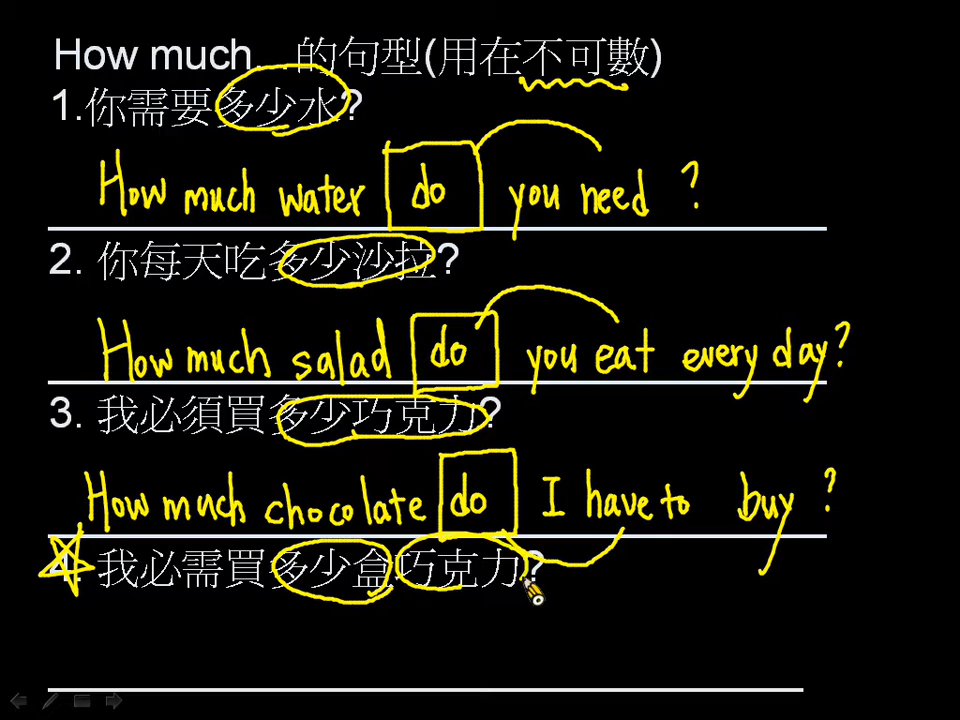 How much...的句型(用在不可數)
1.你需要多少水?
How much water do you need ?
2. 你每天吃多少沙拉?
How much salad do you eat every day?
3. 我必須買多少巧克力?
How much chocolate do I have to buy ?
4. 我必需買多少盒巧克力?